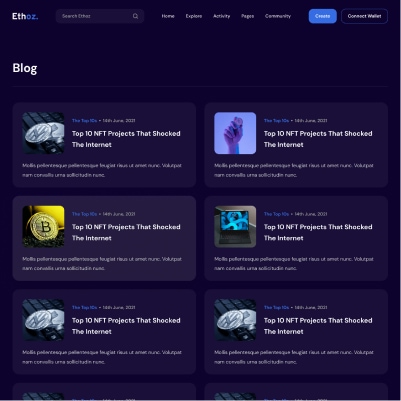 Ethoz.
Search Ethoz
Home Explore Activity Pages Community
Create
Connect Wallet
Blog
The Top 10s • 14th June, 2021
Top 10 NFT Projects That Shocked
The Internet
Mollis pellentesque pellentesque feugiat risus ut amet nunc. Volutpat
nam convallis urna sollicitudin nunc.
The Top 10s • 14th June, 2021
Top 10 NFT Projects That Shocked
The Internet
Mollis pellentesque pellentesque feugiat risus ut amet nunc. Volutpat
nam convallis urna sollicitudin nunc.
The Top 10s • 14th June, 2021
Top 10 NFT Projects That Shocked
The Internet
Mollis pellentesque pellentesque feugiat risus ut amet nunc. Volutpat
nam convallis urna sollicitudin nunc.
The Top 10s • 14th June, 2021
Top 10 NFT Projects That Shocked
The Internet
Mollis pellentesque pellentesque feugiat risus ut amet nunc. Volutpat
nam convallis urna sollicitudin nunc.
The Top 10s • 14th June, 2021
Top 10 NFT Projects That Shocked
The Internet
Mollis pellentesque pellentesque feugiat risus ut amet nunc. Volutpat
nam convallis urna sollicitudin nunc.
The Top 10s • 14th June, 2021
Top 10 NFT Projects That Shocked
The Internet
Mollis pellentesque pellentesque feugiat risus ut amet nunc. Volutpat
nam convallis urna sollicitudin nunc.